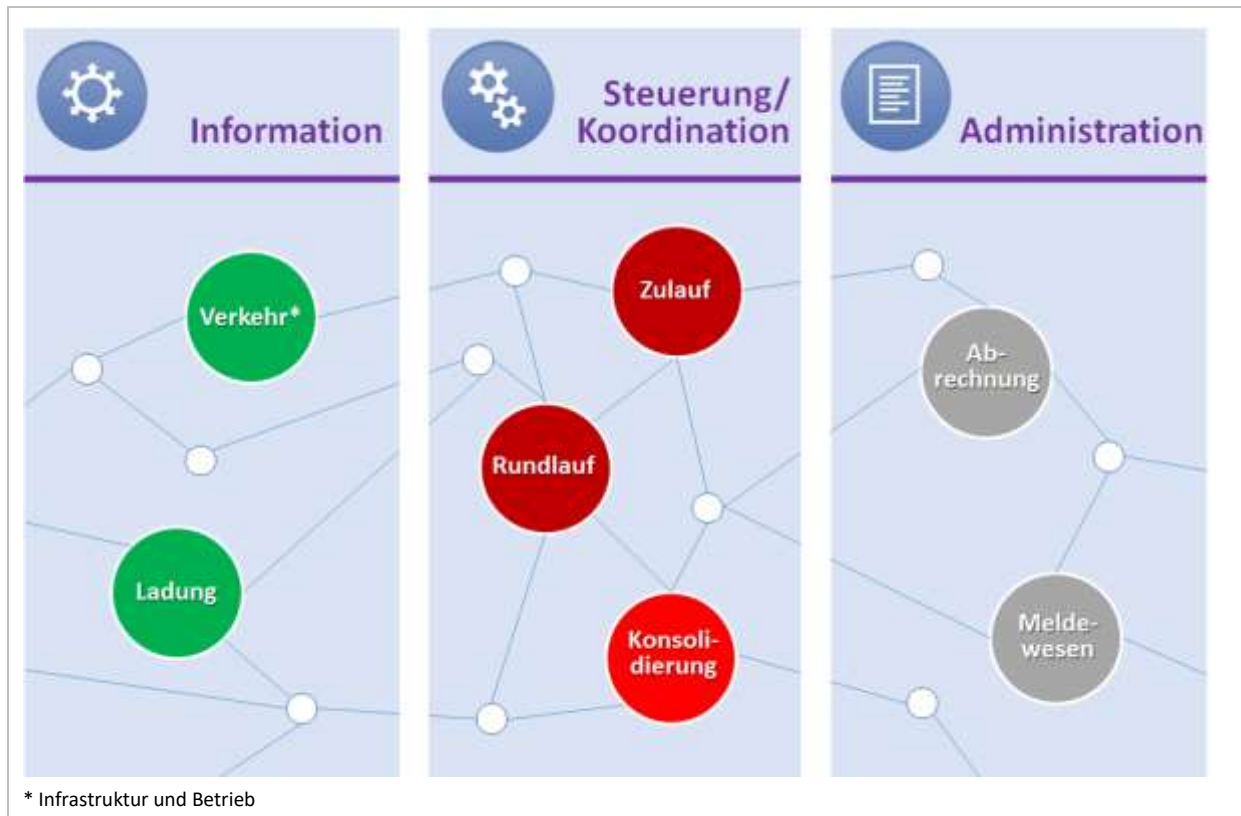 Information
Steuerung/
Koordination
Administration
Verkehr*
Ladung
Zulauf
Rundlauf
Konsoli-
dierung
Ab-
rechnung
Melde-
wesen
* Infrastruktur und Betrieb